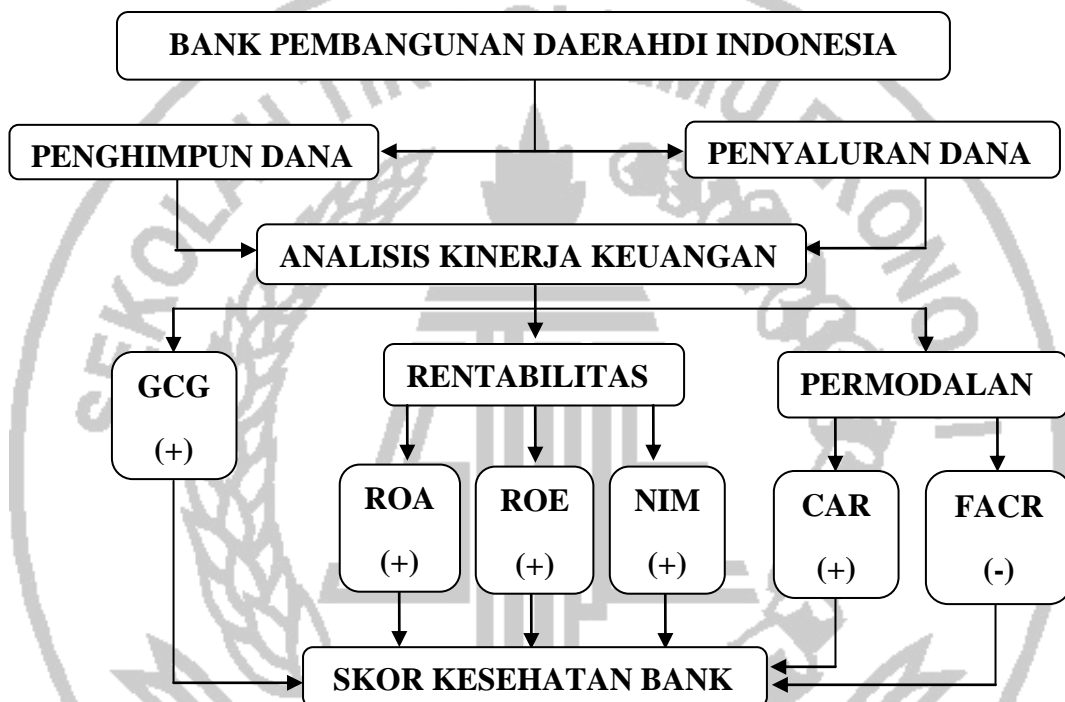 BANK PEMBANGUNAN DAERAHDI INDONESIA
PENGHIMPUN DANA
PENYALURAN DANA
ANALISIS KINERJA KEUANGAN
GCG
(+)
RENTABILITAS
PERMODALAN
ROA
(+)
ROE
(+)
NIM
(+)
CAR
(+)
FACR
(-)
SKOR KESEHATAN BANK